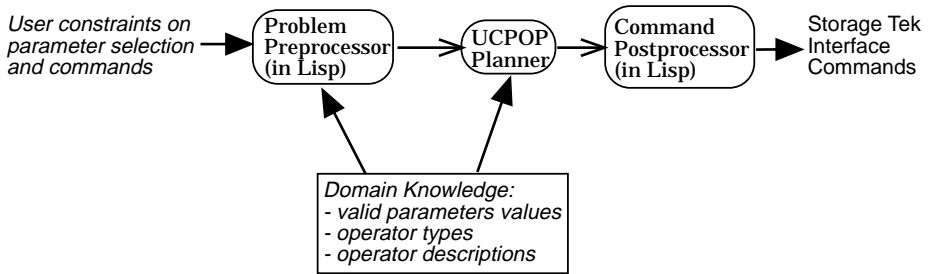 User constraints on
parameter selection
and commands
Problem
Preprocessor
(in Lisp)
UCPOP
Planner
Command
Postprocessor
(in Lisp)
Storage Tek
Interface
Commands
Domain Knowledge:
- valid parameters values
- operator types
- operator descriptions